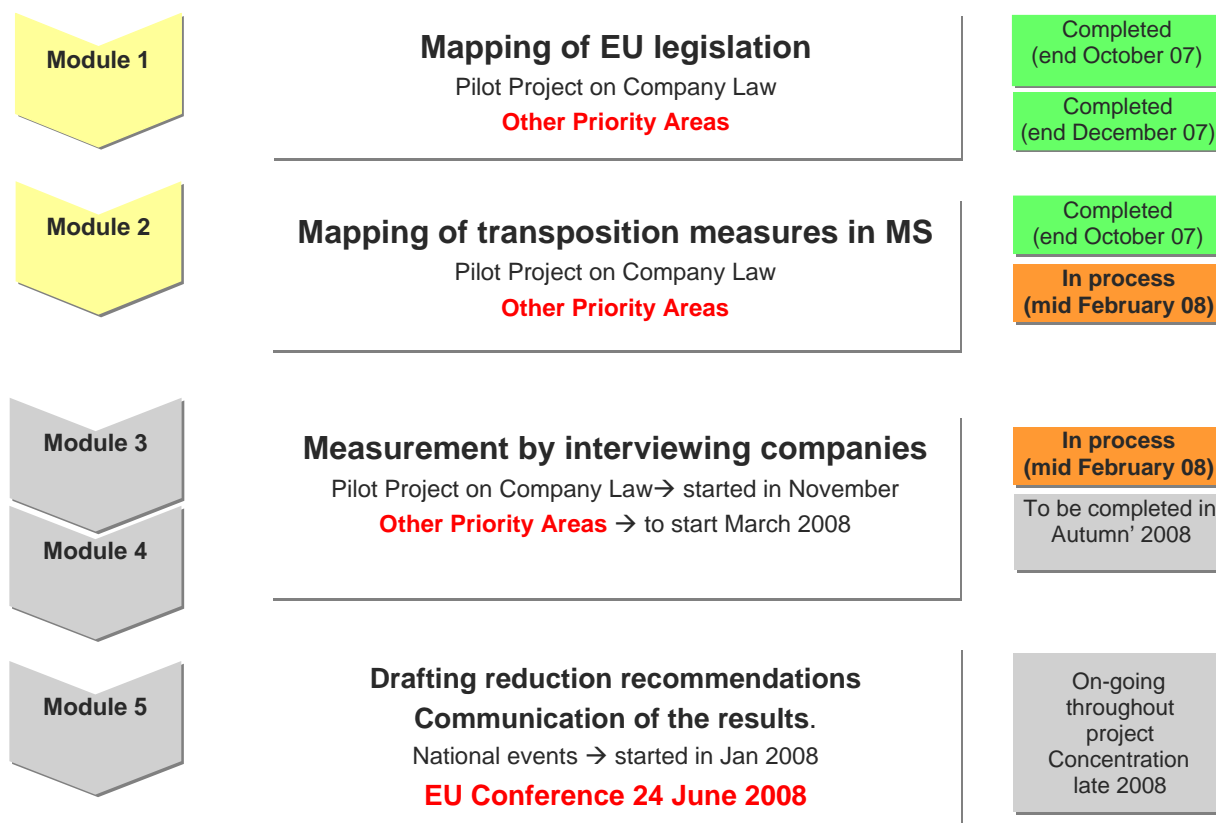 Module 1
Mapping of EU legislation
Pilot Project on Company Law
Other Priority Areas
Completed
(end October 07)
Completed
(end December 07)
Module 2
Mapping of transposition measures in MS
Pilot Project on Company Law
Other Priority Areas
Completed
(end October 07)
In process
(mid February 08)
Module 3
Module 4
Measurement by interviewing companies
Pilot Project on Company Law→ started in November
Other Priority Areas → to start March 2008
In process
(mid February 08)
To be completed in
Autumn’ 2008
Module 5
Drafting reduction recommendations
Communication of the results.
National events → started in Jan 2008
EU Conference 24 June 2008
On-going
throughout
project
Concentration
late 2008